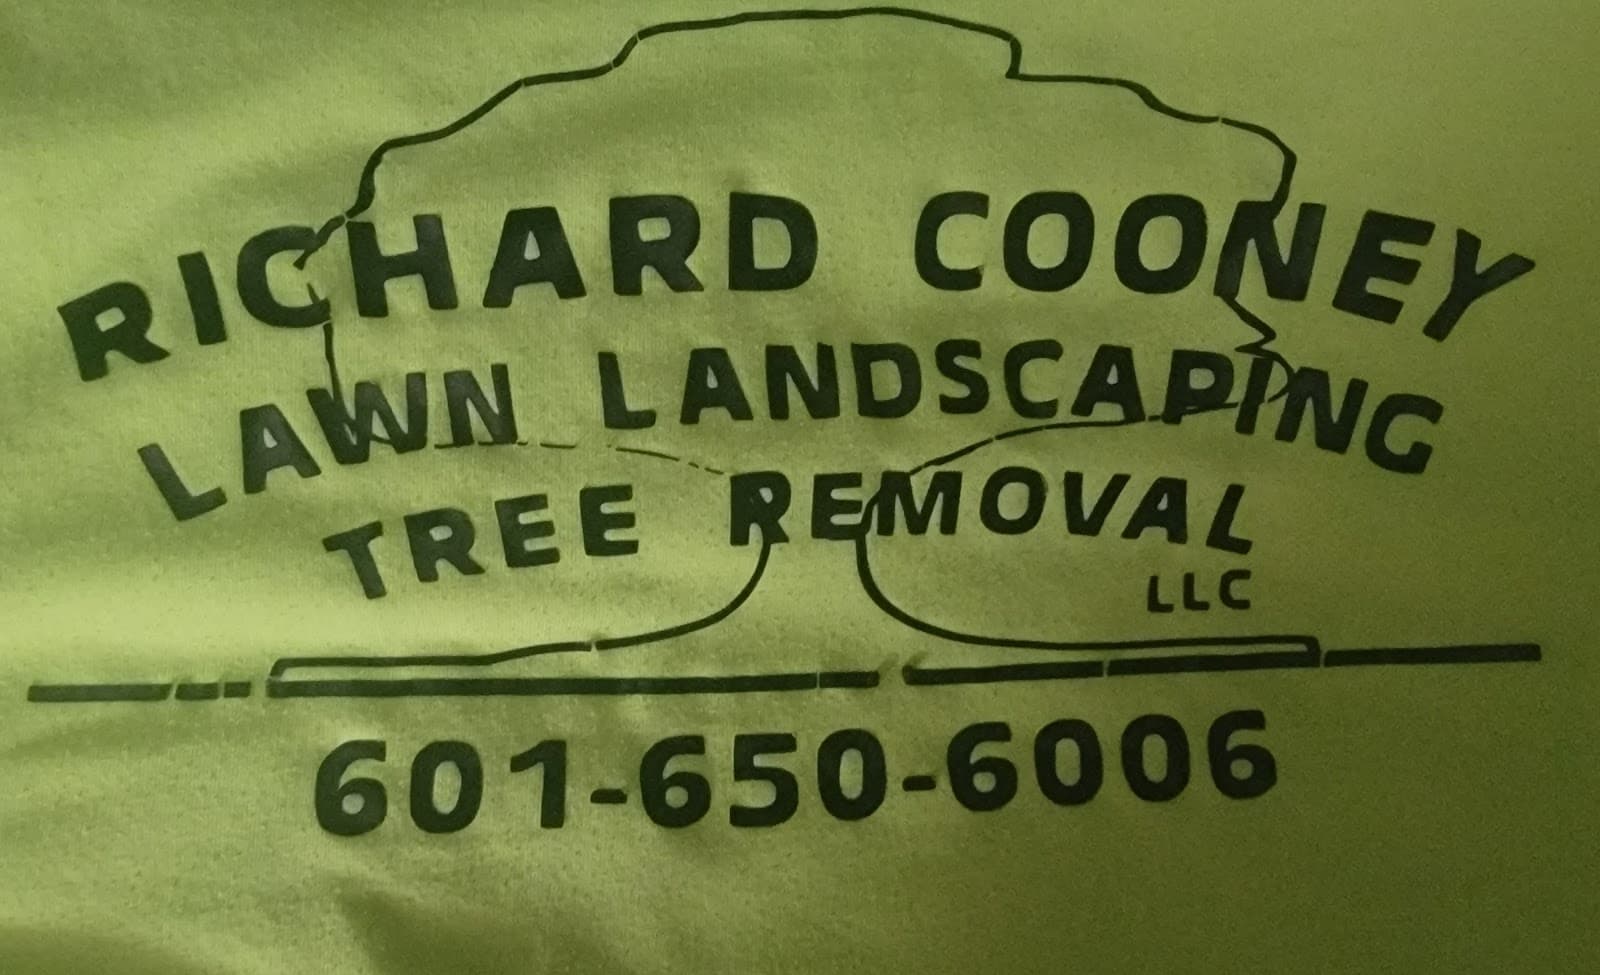 RICHARD COONEY
LAWN LANDSCAPING
TREE REMOVAL
LLC
601-650-6006